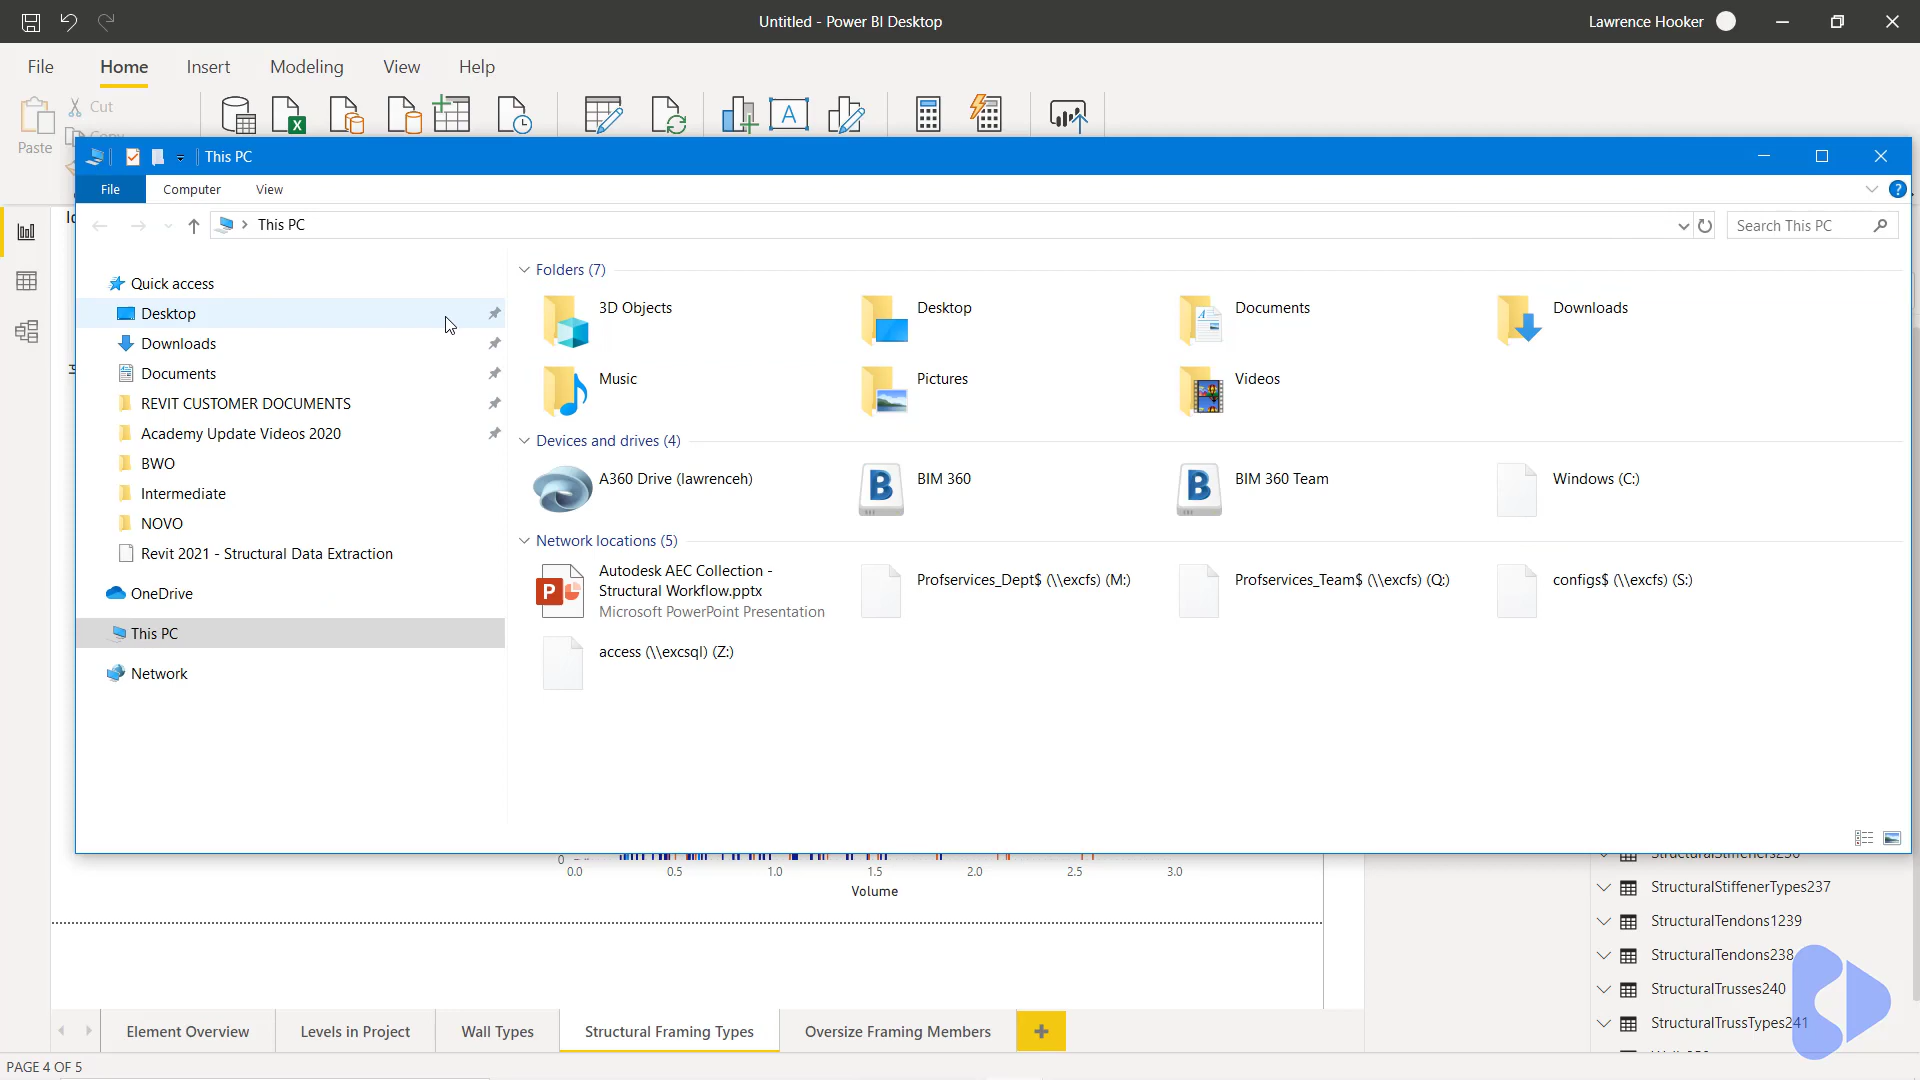 Untitled - Power BI Desktop
Lawrence Hooker
File Home Insert Modeling View Help
Paste
Cut
Copy
This PC
File Computer View
This PC
Search This PC
Quick access
Desktop
Downloads
Documents
REVIT CUSTOMER DOCUMENTS
Academy Update Videos 2020
BWO
Intermediate
NOVO
Revit 2021 - Structural Data Extraction
OneDrive
This PC
Network
Folders (7)
3D Objects
Desktop
Documents
Downloads
Music
Pictures
Videos
Devices and drives (4)
A360 Drive (lawrenceh)
BIM 360
BIM 360 Team
Windows (C:)
Network locations (5)
Autodesk AEC Collection -
Structural Workflow.pptx
Microsoft PowerPoint Presentation
Profservices_Dept$ (\\excfs) (M:)
Profservices_Team$ (\\excfs) (Q:)
configs$ (\\excfs) (S:)
access (\\excsql) (Z:)
0
0.0 0.5 1.0 1.5 2.0 2.5 3.0
Volume
StructuralStiffenerTypes237
StructuralTendons1239
StructuralTendons238
StructuralTrusses240
StructuralTrussTypes241
Element Overview
Levels in Project
Wall Types
Structural Framing Types
Oversize Framing Members
PAGE 4 OF 5